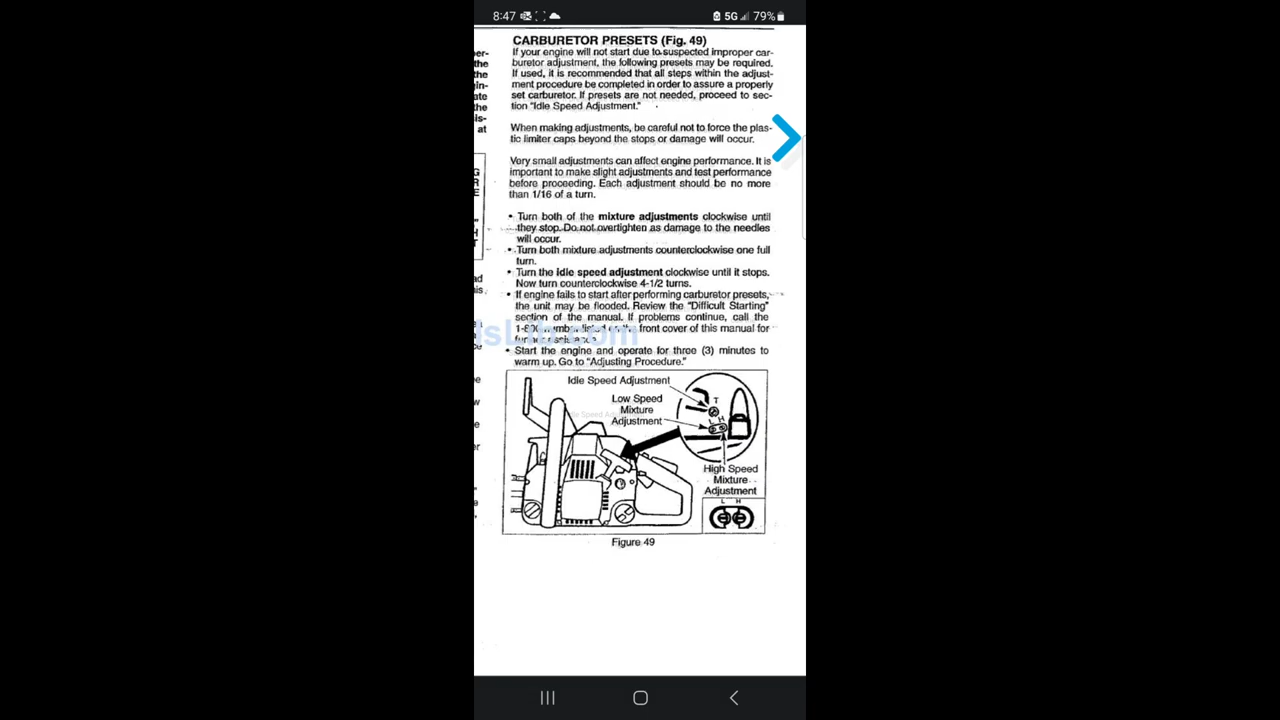 8:47
5G
79%
CARBURETOR PRESETS (Fig. 49)
If your engine will not start due to suspected improper car-
buretor adjustment, the following presets may be required.
If used, it is recommended that all steps within the adjust-
ment procedure be completed in order to assure a properly
set carburetor. If presets are not needed, proceed to sec-
tion "Idle Speed Adjustment."
When making adjustments, be careful not to force the plas-
tic limiter caps beyond the stops or damage will occur.
Very small adjustments can affect engine performance. It is
important to make slight adjustments and test performance
before proceeding. Each adjustment should be no more
than 1/16 of a turn.
• Turn both of the mixture adjustments clockwise until
they stop. Do not overtighten as damage to the needles
will occur.
• Turn both mixture adjustments counterclockwise one full
turn.
• Turn the idle speed adjustment clockwise until it stops.
Now turn counterclockwise 4-1/2 turns.
• If engine fails to start after performing carburetor presets,
the unit may be flooded. Review the "Difficult Starting"
section of the manual. If problems continue, call the
1-800 number listed on the front cover of this manual for
further assistance.
• Start the engine and operate for three (3) minutes to
warm up. Go to "Adjusting Procedure."
Idle Speed Adjustment
Low Speed
Mixture
Adjustment
T
L H
High Speed
Mixture
Adjustment
L H
Figure 49